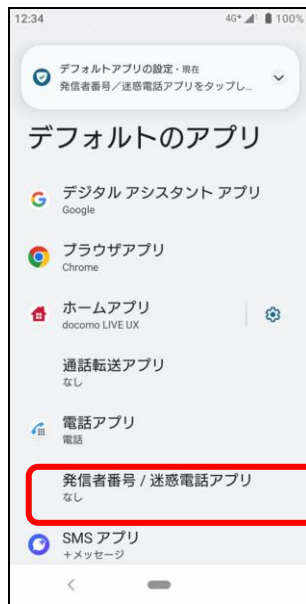 12:34
4G+ 100%
デフォルトアプリの設定・現在
発信者番号／迷惑電話アプリをタップし...
デフォルトのアプリ
デジタル アシスタント アプリ
Google
ブラウザアプリ
Chrome
ホームアプリ
docomo LIVE UX
通話転送アプリ
なし
電話アプリ
電話
発信者番号 / 迷惑電話アプリ
なし
SMS アプリ
+メッセージ